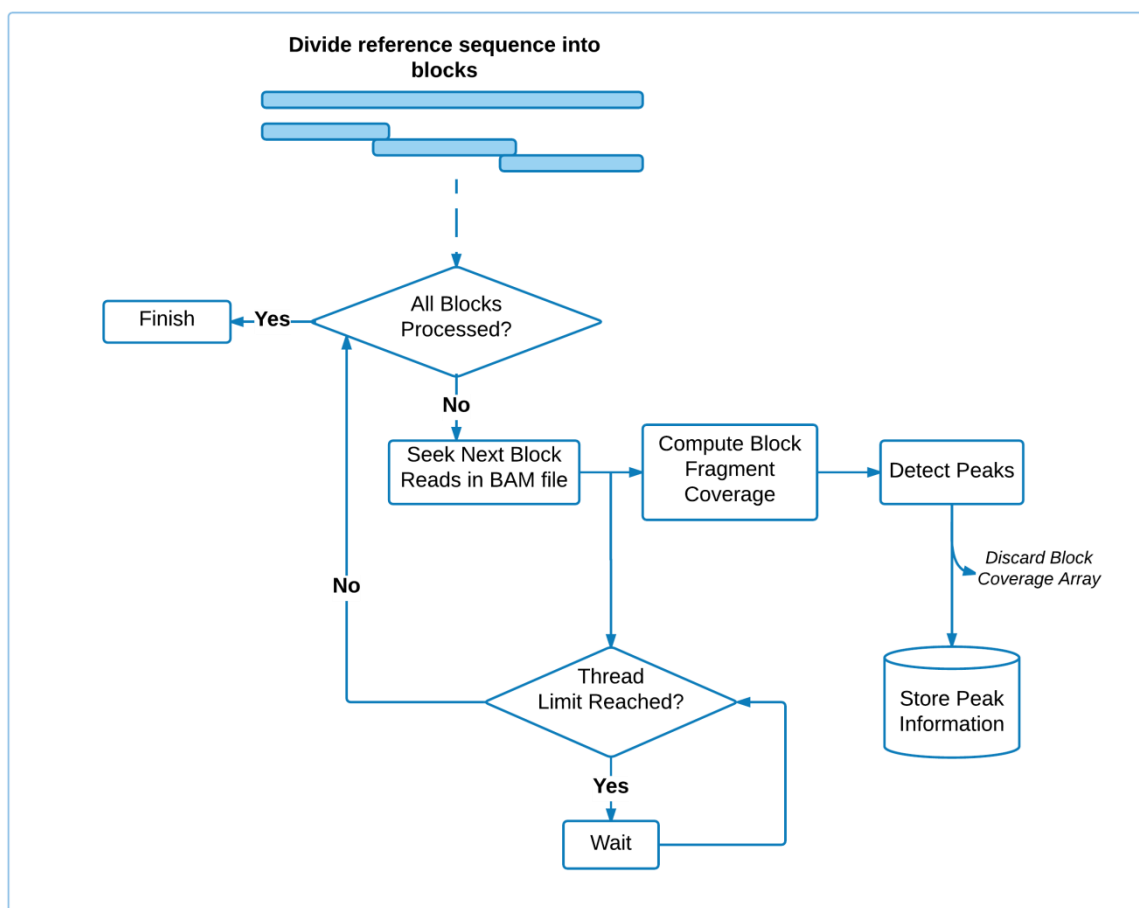 Divide reference sequence into
blocks
All Blocks
Processed?
Yes
Finish
No
Seek Next Block
Reads in BAM file
Compute Block
Fragment
Coverage
Detect Peaks
Discard Block
Coverage Array
Store Peak
Information
No
Thread
Limit Reached?
Yes
Wait